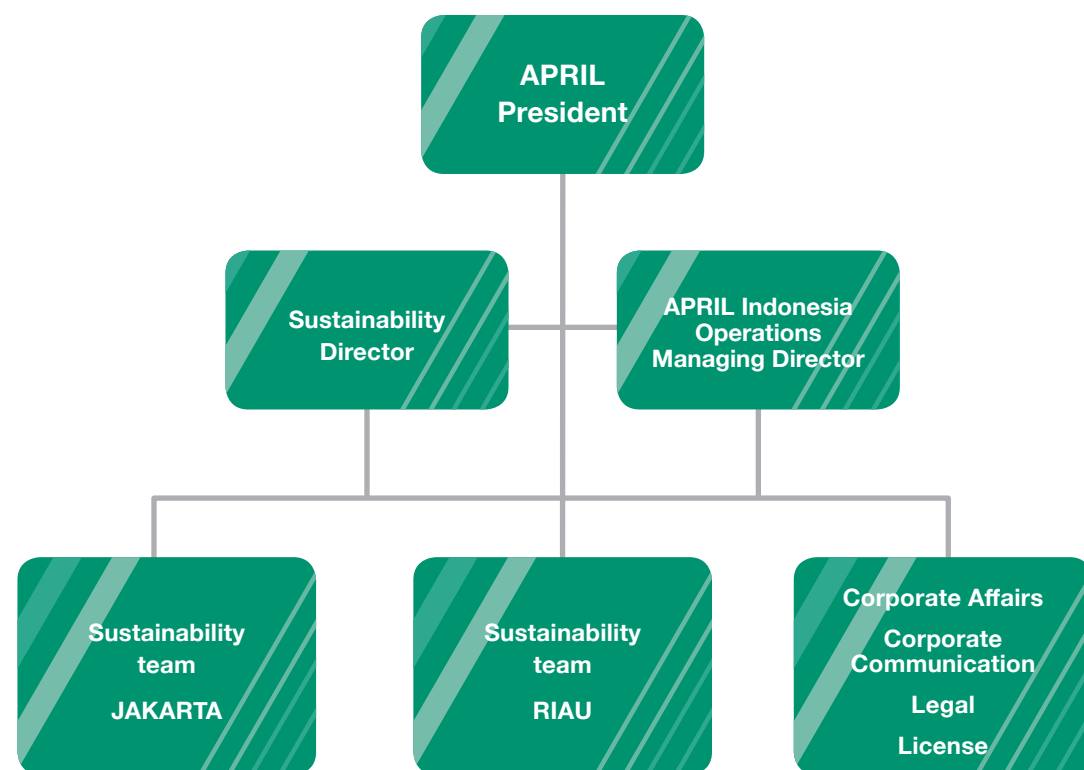 APRIL
President
Sustainability
Director
APRIL Indonesia
Operations
Managing Director
Sustainability
team
JAKARTA
Sustainability
team
RIAU
Corporate Affairs
Corporate
Communication
Legal
License